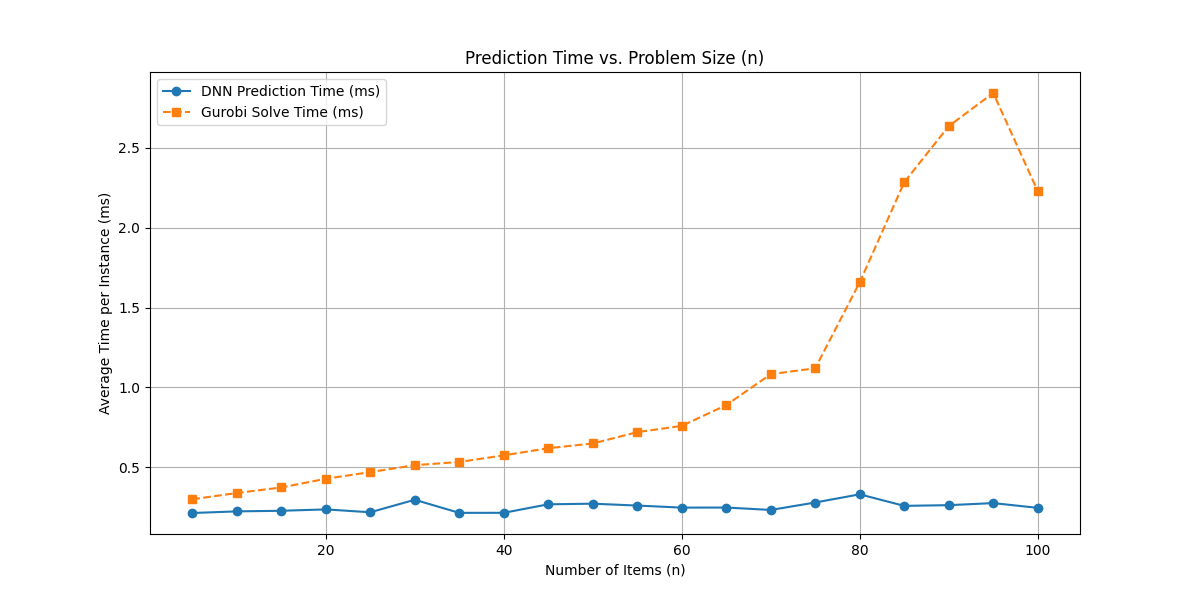 Prediction Time vs. Problem Size (n)
DNN Prediction Time (ms)
Gurobi Solve Time (ms)
Average Time per Instance (ms)
2.5
2.0
1.5
1.0
0.5
20 40 60 80 100
Number of Items (n)